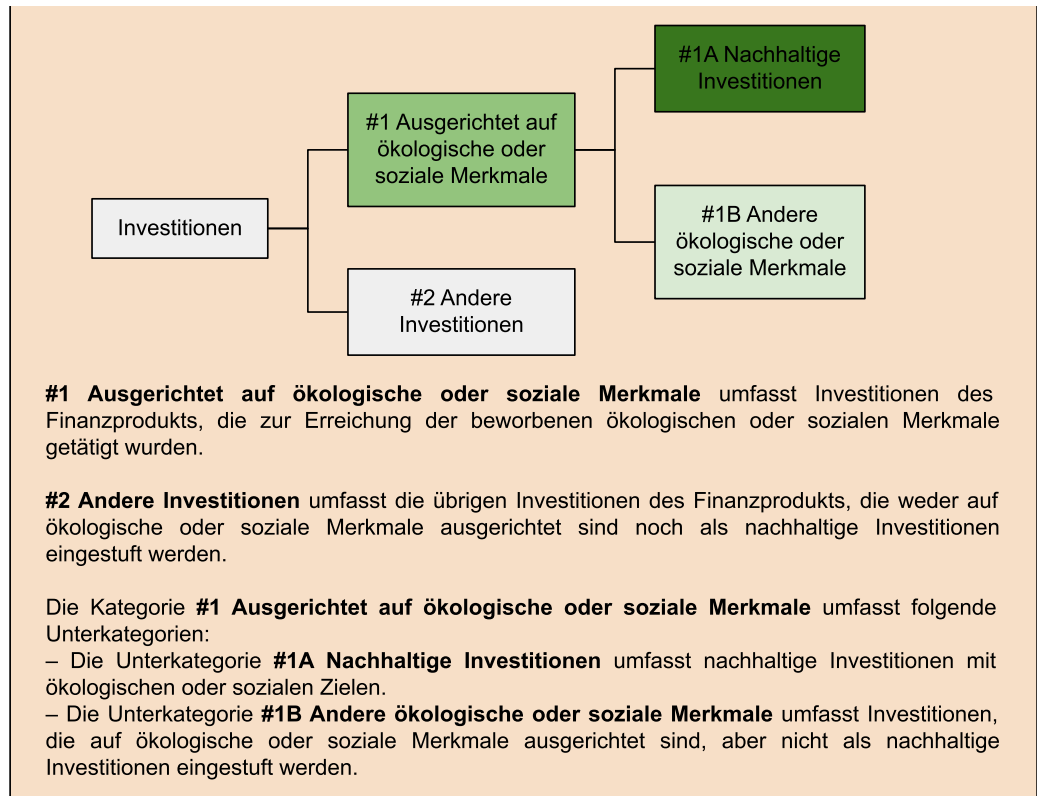 #1A Nachhaltige
Investitionen
#1 Ausgerichtet auf
ökologische oder
soziale Merkmale
#1B Andere
ökologische oder
soziale Merkmale
Investitionen
#2 Andere
Investitionen
#1 Ausgerichtet auf ökologische oder soziale Merkmale umfasst Investitionen des
Finanzprodukts, die zur Erreichung der beworbenen ökologischen oder sozialen Merkmale
getätigt wurden.
#2 Andere Investitionen umfasst die übrigen Investitionen des Finanzprodukts, die weder auf
ökologische oder soziale Merkmale ausgerichtet sind noch als nachhaltige Investitionen
eingestuft werden.
Die Kategorie #1 Ausgerichtet auf ökologische oder soziale Merkmale umfasst folgende
Unterkategorien:
– Die Unterkategorie #1A Nachhaltige Investitionen umfasst nachhaltige Investitionen mit
ökologischen oder sozialen Zielen.
– Die Unterkategorie #1B Andere ökologische oder soziale Merkmale umfasst Investitionen,
die auf ökologische oder soziale Merkmale ausgerichtet sind, aber nicht als nachhaltige
Investitionen eingestuft werden.